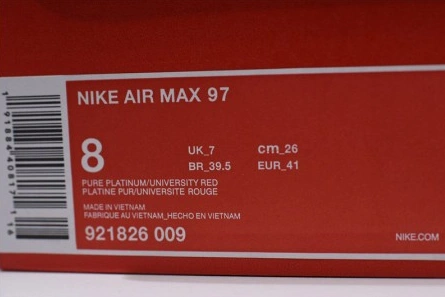 NIKE AIR MAX 97
8
UK_7 cm_26
BR_39.5 EUR_41
PURE PLATINUM/UNIVERSITY RED
PLATINE PUR/UNIVERSITE ROUGE
MADE IN VIETNAM
FABRIQUE AU VIETNAM_HECHO EN VIETNAM
921826 009
NIKE.COM